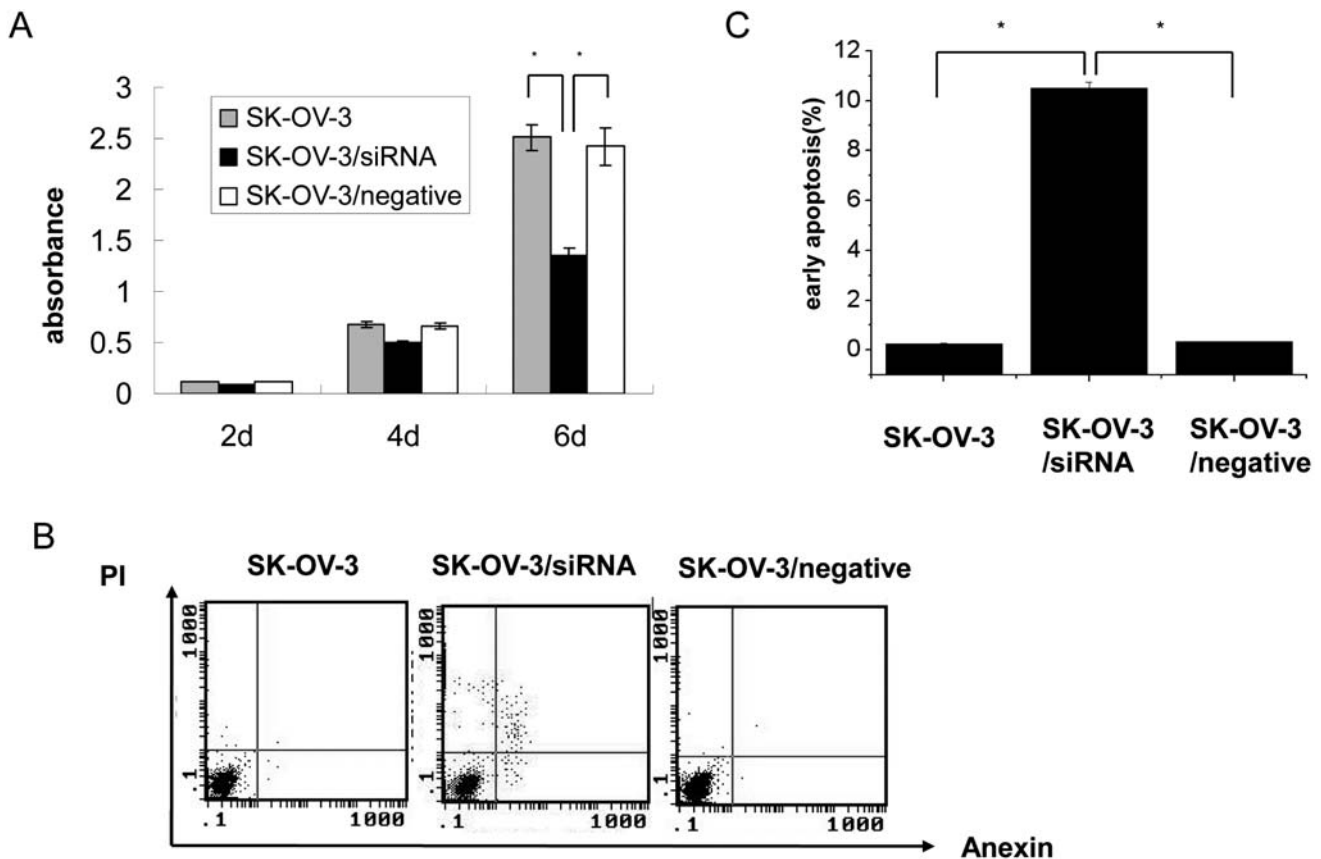 A
* *
3
2.5
2
1.5
1
0.5
0
absorbance
SK-OV-3
SK-OV-3/siRNA
SK-OV-3/negative
2d 4d 6d
C
* *
12
10
8
6
4
2
0
early apoptosis(%)
SK-OV-3 SK-OV-3 SK-OV-3
/siRNA /negative
B
PI
SK-OV-3 SK-OV-3/siRNA SK-OV-3/negative
1000 1000 1000
.1 .1 .1
.1 1000 .1 1000 .1 1000
Anexin